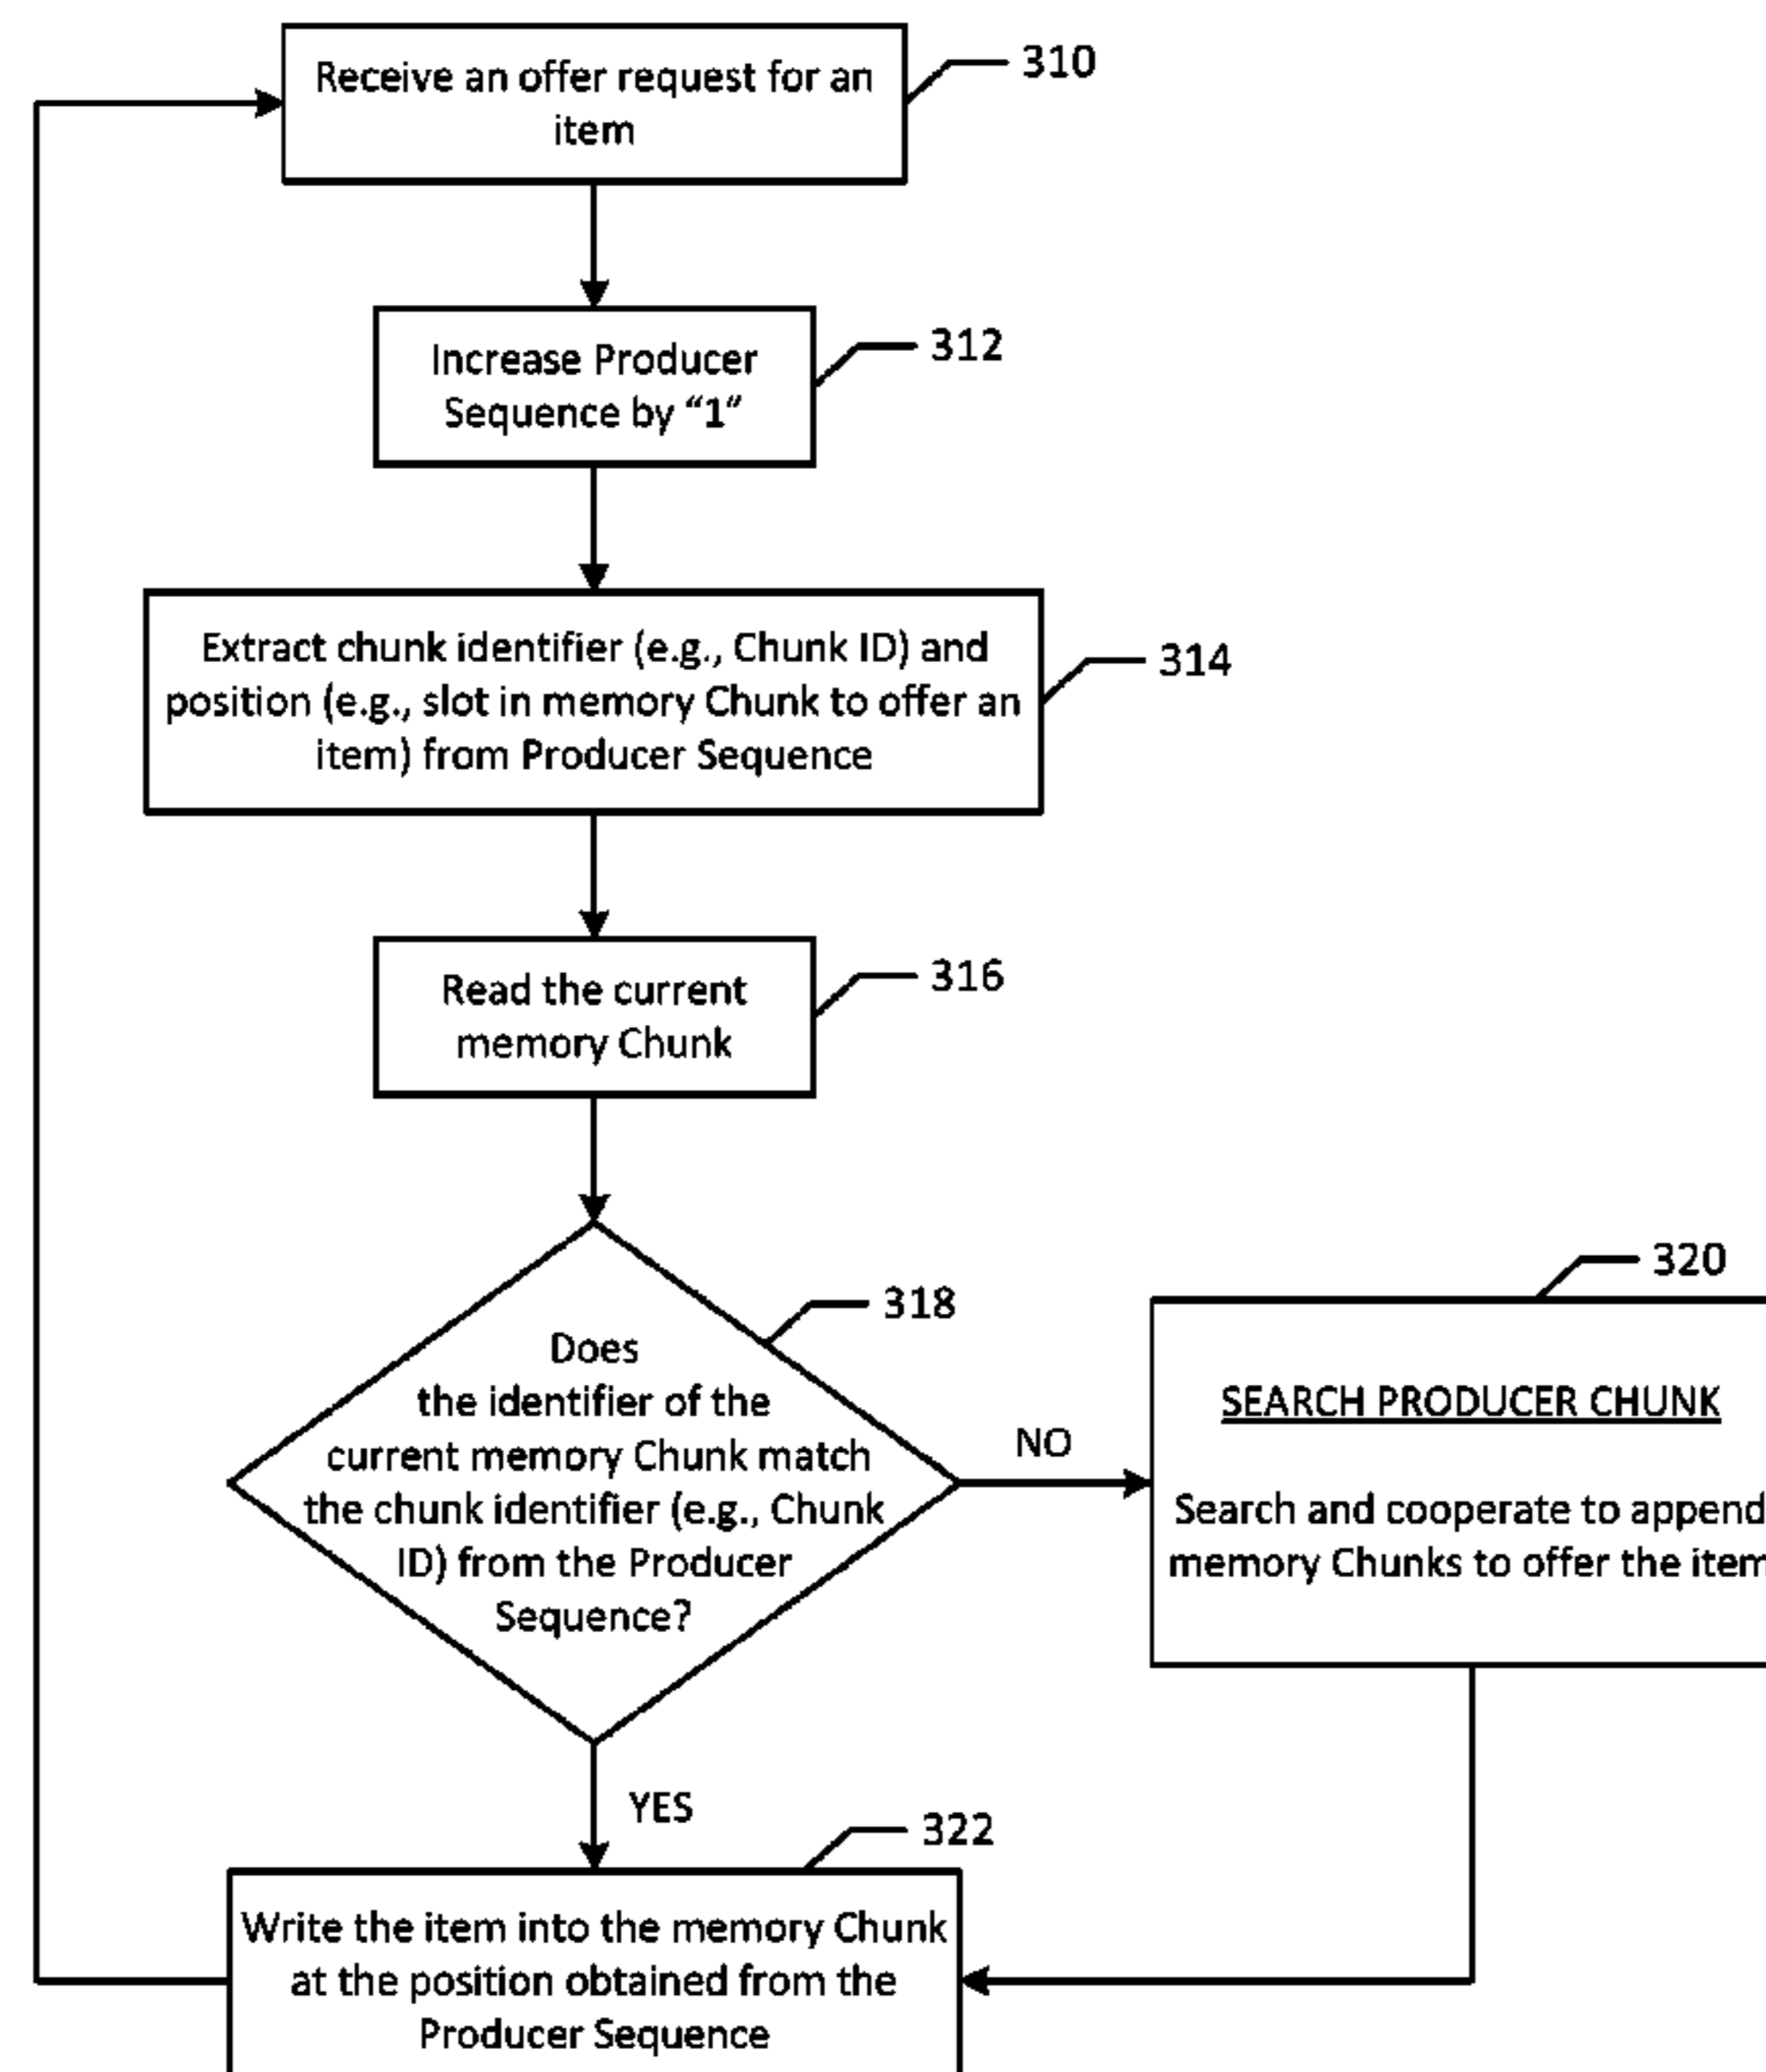 Receive an offer request for an
item
310
Increase Producer
Sequence by “1”
312
Extract chunk identifier (e.g., Chunk ID) and
position (e.g., slot in memory Chunk to offer an
item) from Producer Sequence
314
Read the current
memory Chunk
316
Does
the identifier of the
current memory Chunk match
the chunk identifier (e.g., Chunk
ID) from the Producer
Sequence?
318
NO
320
SEARCH PRODUCER CHUNK
Search and cooperate to append
memory Chunks to offer the item
YES
322
Write the item into the memory Chunk
at the position obtained from the
Producer Sequence